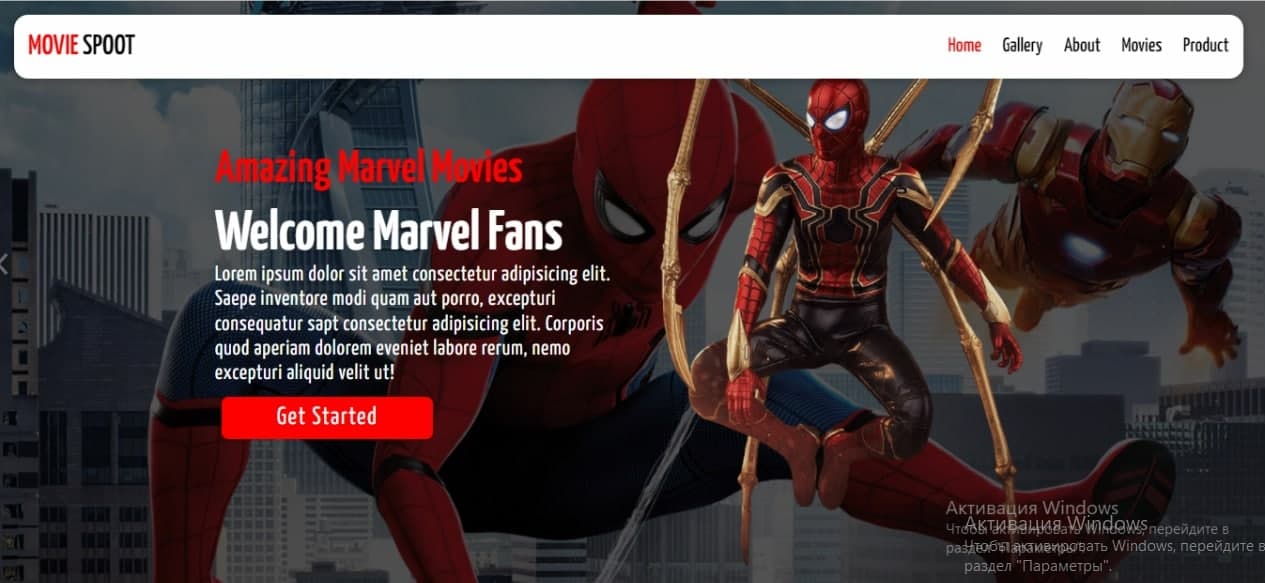 MOVIE SPOOT
Home Gallery About Movies Product
Amazing Marvel Movies
Welcome Marvel Fans
Lorem ipsum dolor sit amet consectetur adipisicing elit.
Saepe inventore modi quam aut porro, excepturi
consequatur sapt consectetur adipisicing elit. Corporis
quod aperiam dolorem eveniet labore rerum, nemo
excepturi aliquid velit ut!
Get Started
Активация Windows
Чтобы активировать Windows, перейдите в
раздел "Параметры".
Активация Windows
Чтобы активировать Windows, перейдите в
раздел "Параметры".